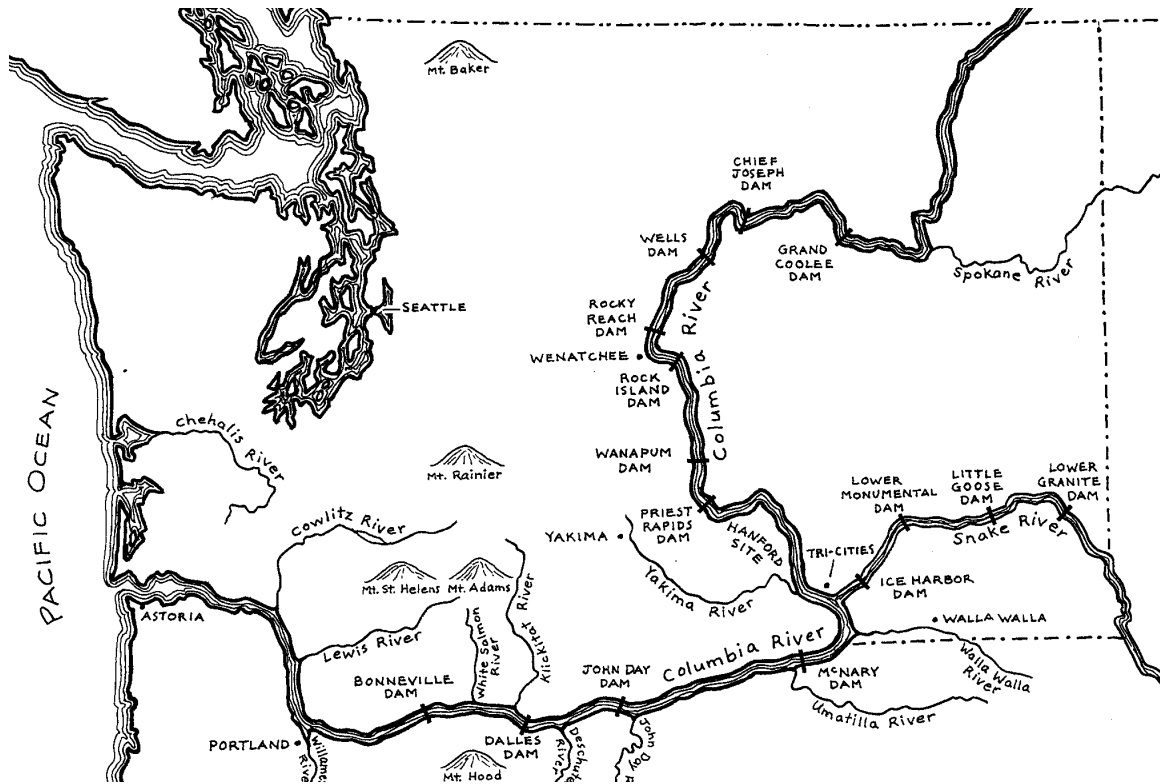 Mt. Baker
CHIEF
JOSEPH
DAM
WELLS
DAM
GRAND
COOLEE
DAM
Spokane River
SEATTLE
ROCKY
REACH
DAM
Columbia River
WENATCHEE
ROCK
ISLAND
DAM
PACIFIC OCEAN
Chehalis River
Mt. Rainier
WANAPUM
DAM
LOWER
MONUMENTAL
DAM
LITTLE
GOOSE
DAM
LOWER
GRANITE
DAM
Snake River
PRIEST
RAPIDS
DAM
HANFORD
SITE
Cowlitz River
YAKIMA
TRI-CITIES
Mt. St. Helens
Mt. Adams
Yakima River
ICE HARBOR
DAM
ASTORIA
WALLA WALLA
Lewis River
White Salmon
River
Klickitat River
Columbia River
Walla Walla
River
BONNEVILLE
DAM
JOHN DAY
DAM
McNARY
DAM
Umatilla River
PORTLAND
DALLES
DAM
River
John Day
Mt. Hood